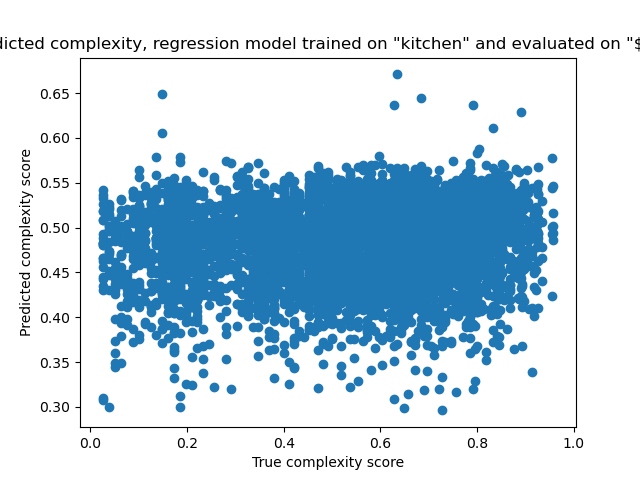 dicted complexity, regression model trained on "kitchen" and evaluated on "$
0.65
0.60
0.55
0.50
0.45
0.40
0.35
0.30
Predicted complexity score
0.0 0.2 0.4 0.6 0.8 1.0
True complexity score